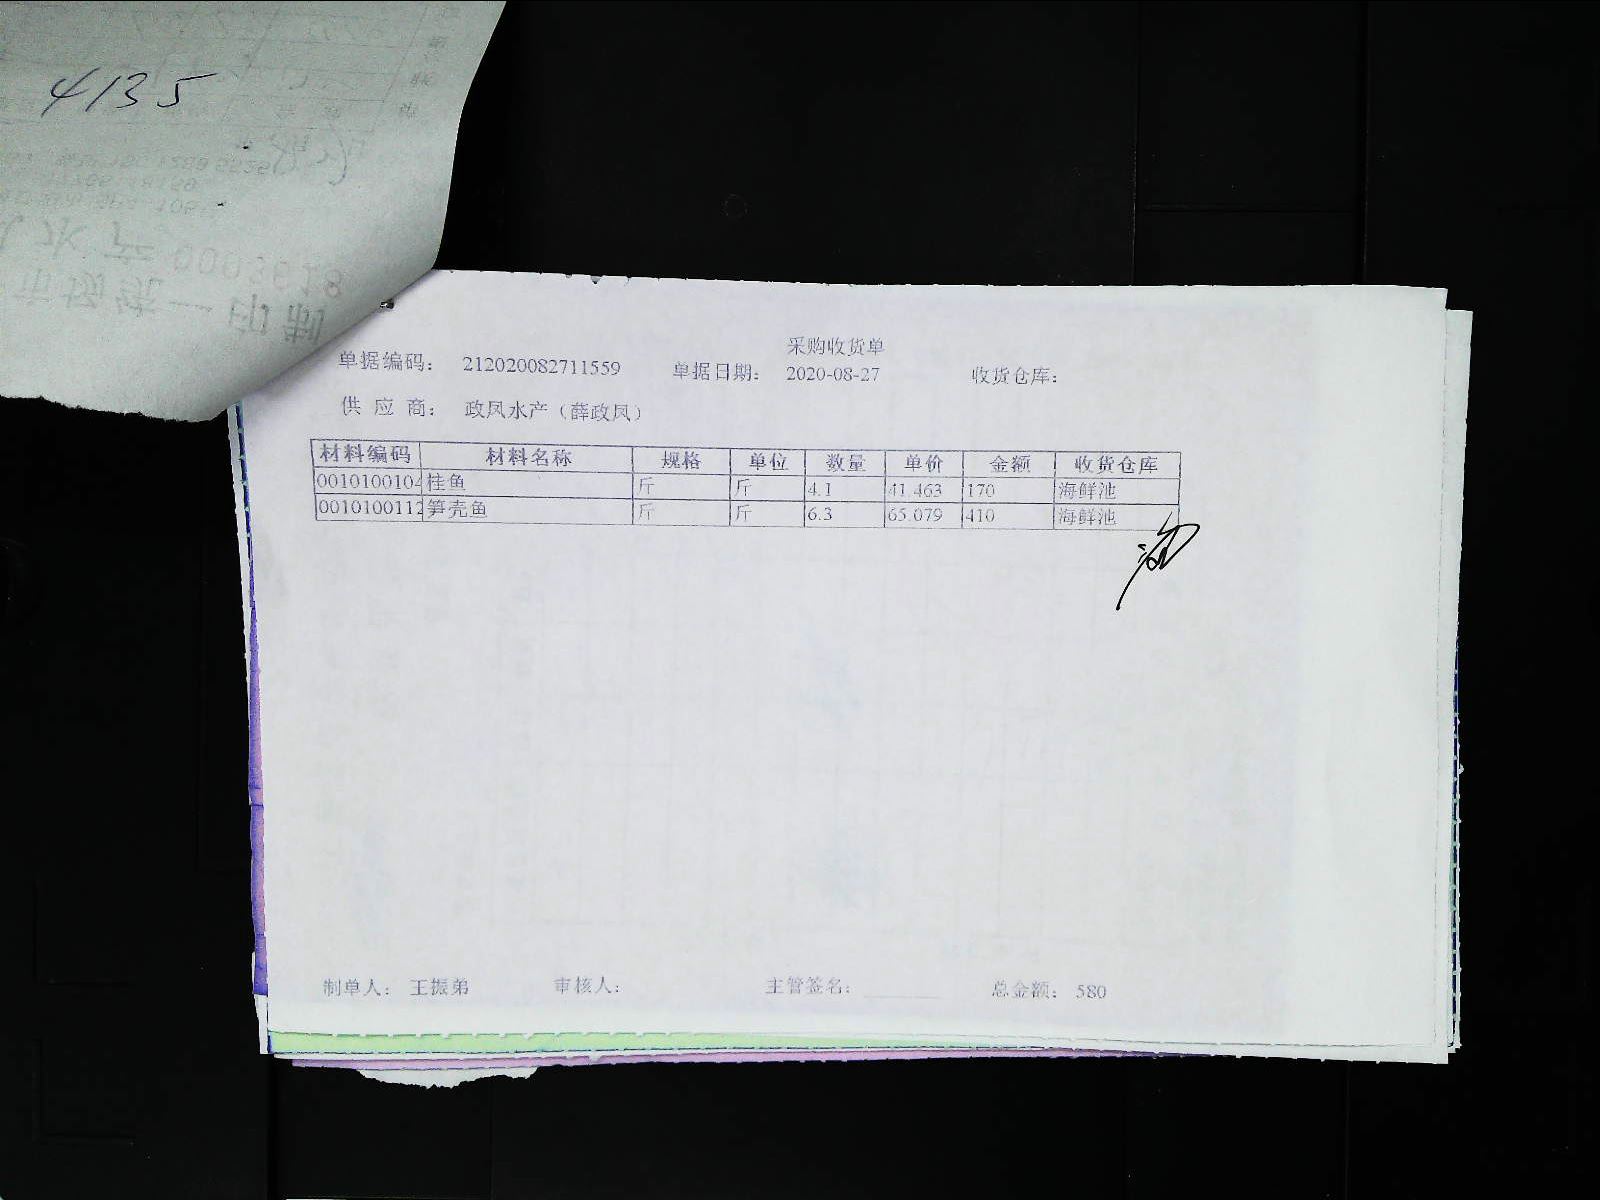 4135
采购收货单
单据编码： 212020082711559 单据日期： 2020-08-27 收货仓库：
供 应 商： 政凤水产（薛政凤）
材料编码 材料名称 规格 单位 数量 单价 金额 收货仓库
0010100104 桂鱼 斤 斤 4.1 41.463 170 海鲜池
0010100112 笋壳鱼 斤 斤 6.3 65.079 410 海鲜池
制单人： 王振弟 审核人： 主管签名： 总金额： 580